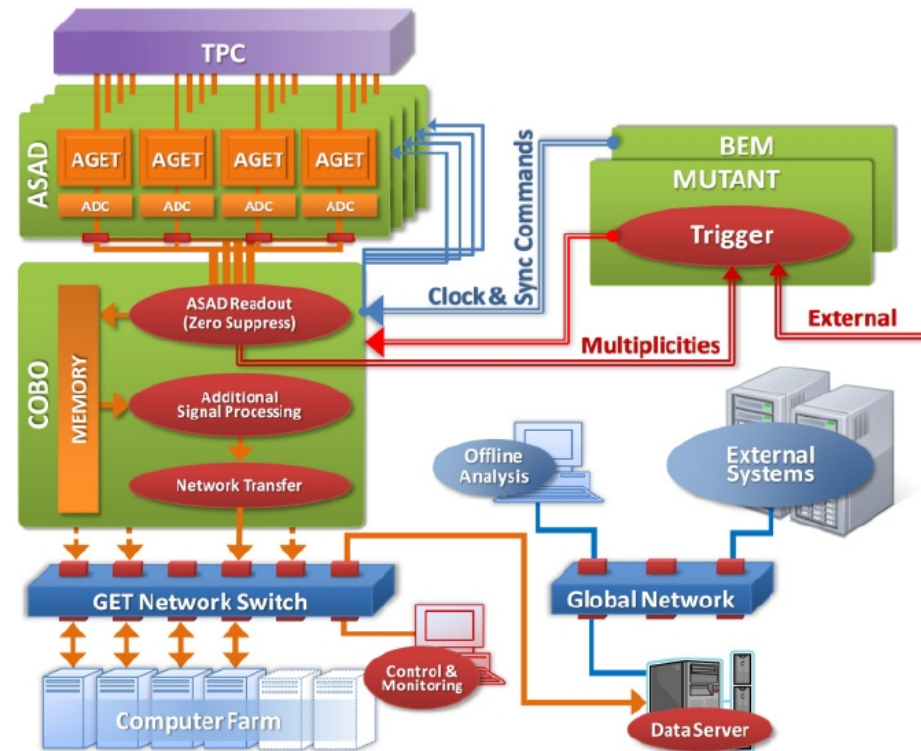 TPC
ASAD
AGET AGET AGET AGET
ADC ADC ADC ADC
BEM
MUTANT
Trigger
Clock &
Sync Commands
External
Multiplicities
COBO
MEMORY
ASAD Readout
(Zero Suppress)
Additional
Signal Processing
Network Transfer
Offline
Analysis
External
Systems
GET Network Switch
Global Network
Control &
Monitoring
Computer Farm
Data Server